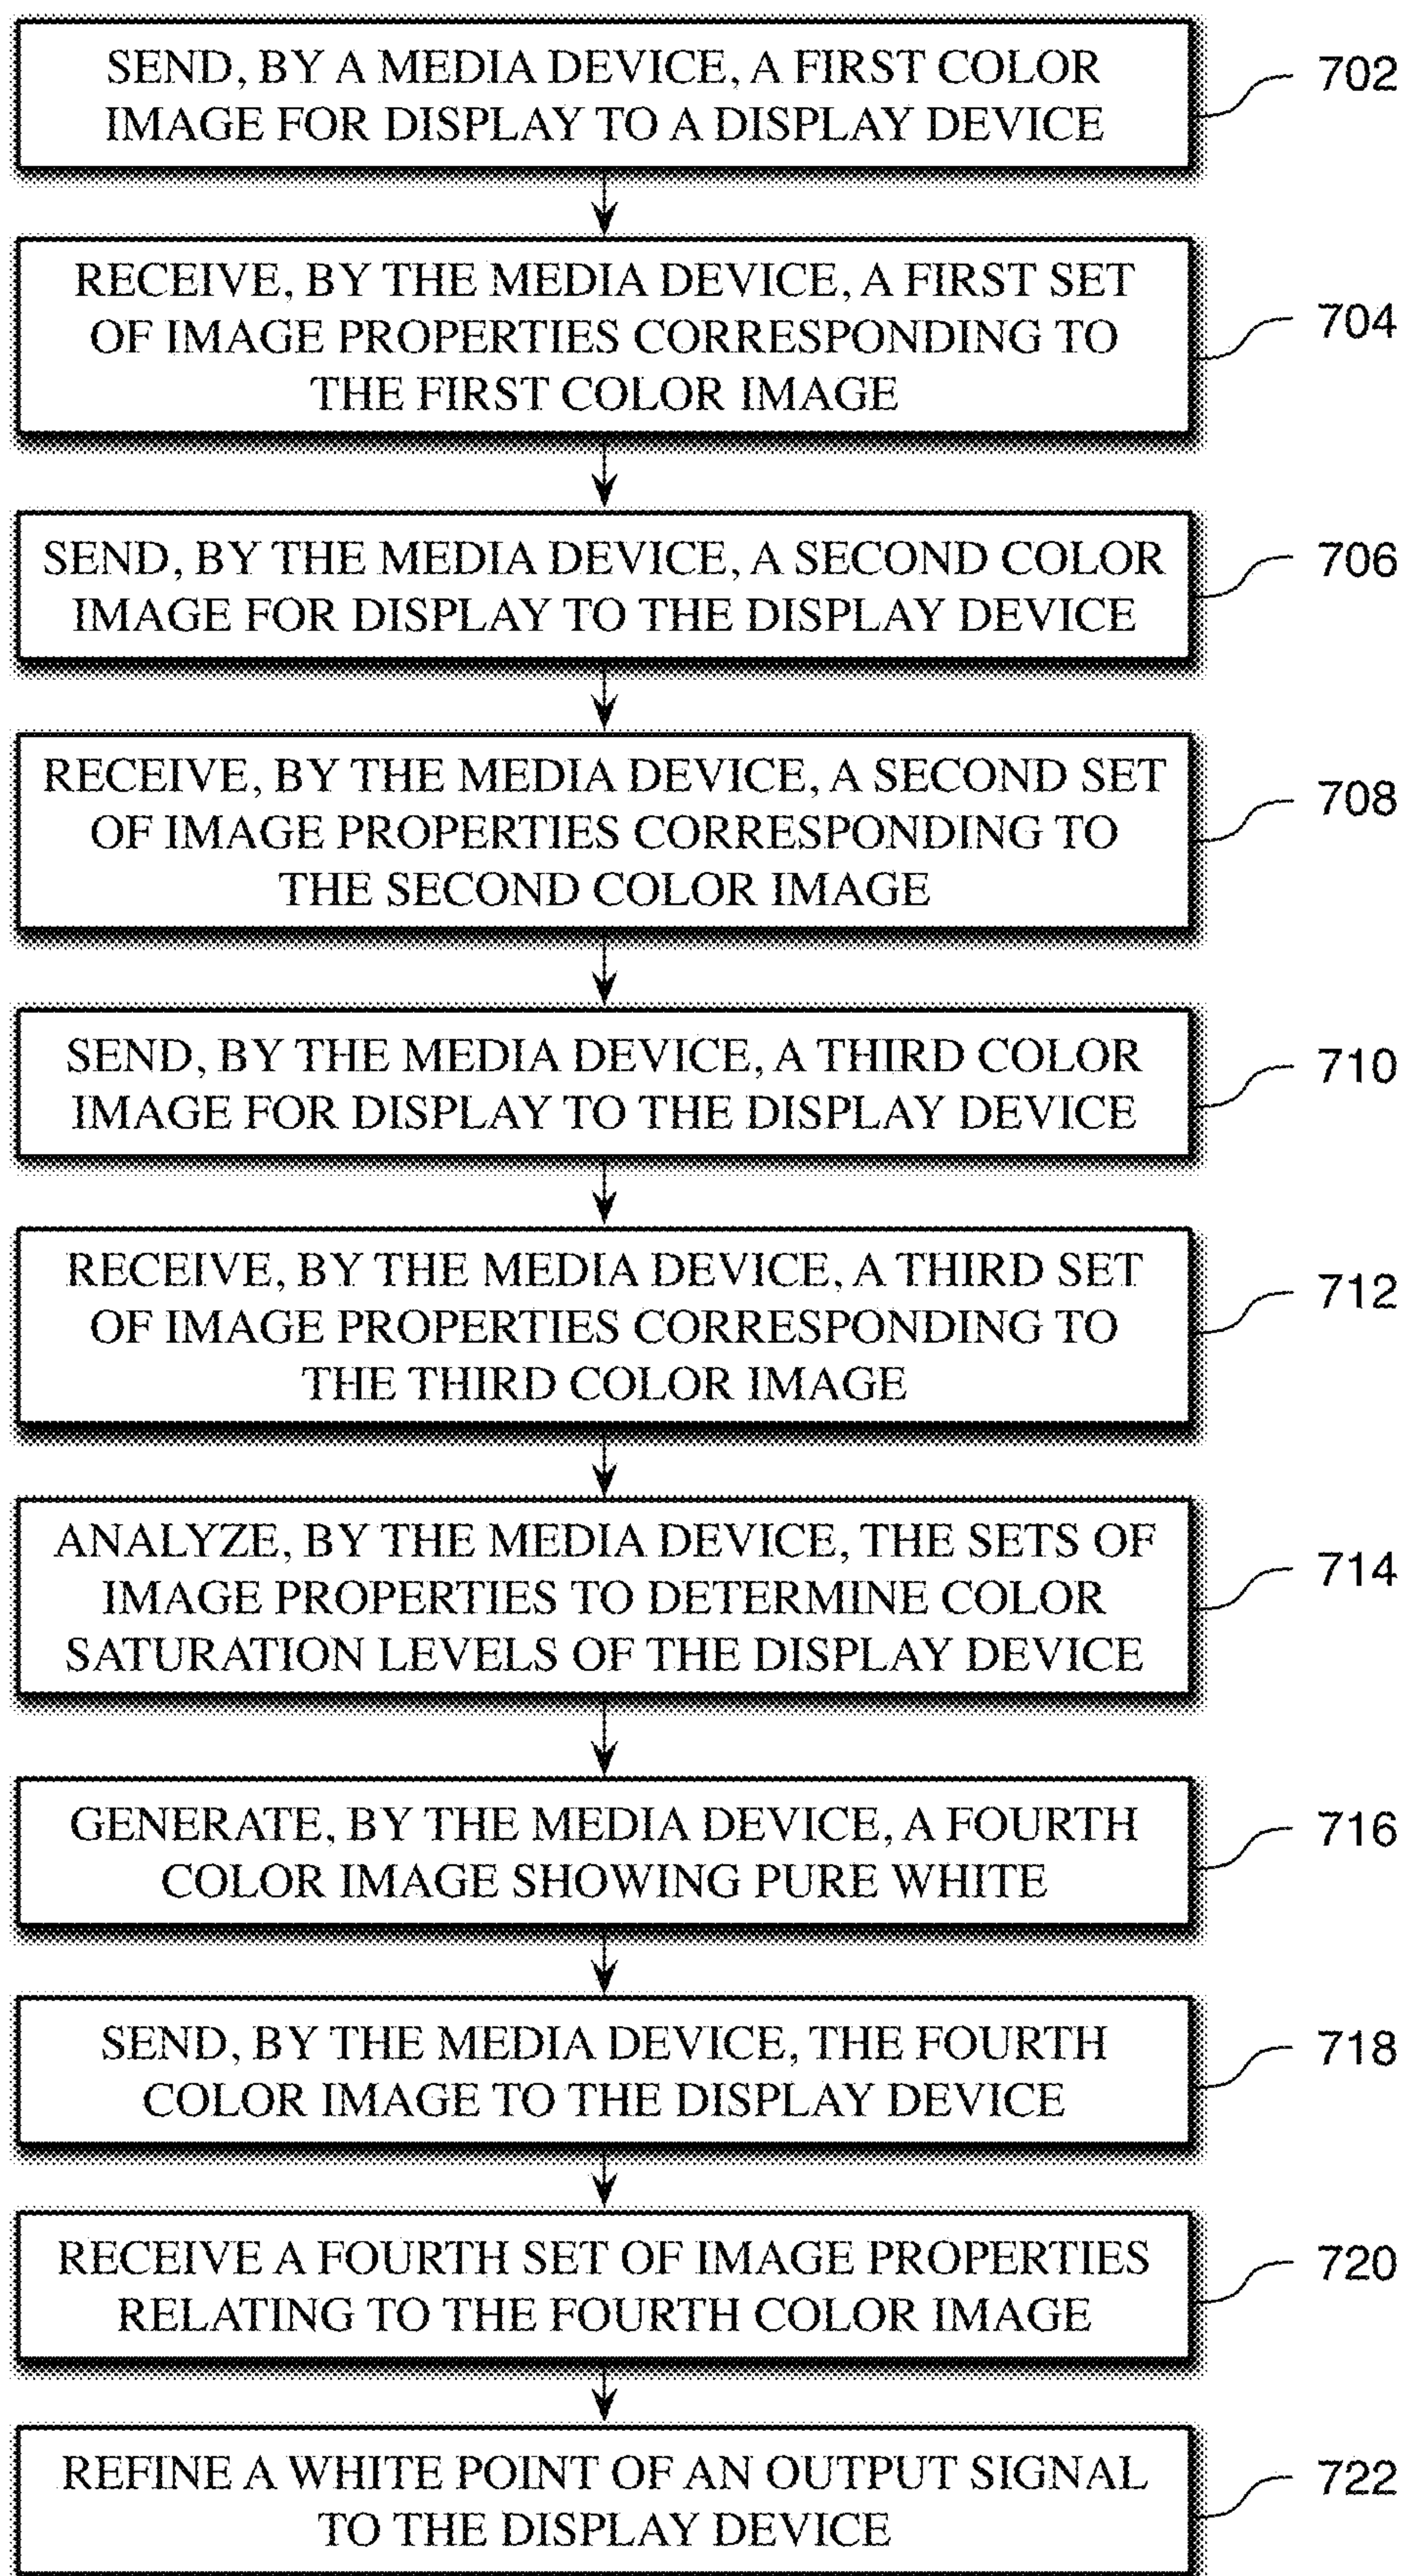 SEND, BY A MEDIA DEVICE, A FIRST COLOR
IMAGE FOR DISPLAY TO A DISPLAY DEVICE
702
RECEIVE, BY THE MEDIA DEVICE, A FIRST SET
OF IMAGE PROPERTIES CORRESPONDING TO
THE FIRST COLOR IMAGE
704
SEND, BY THE MEDIA DEVICE, A SECOND COLOR
IMAGE FOR DISPLAY TO THE DISPLAY DEVICE
706
RECEIVE, BY THE MEDIA DEVICE, A SECOND SET
OF IMAGE PROPERTIES CORRESPONDING TO
THE SECOND COLOR IMAGE
708
SEND, BY THE MEDIA DEVICE, A THIRD COLOR
IMAGE FOR DISPLAY TO THE DISPLAY DEVICE
710
RECEIVE, BY THE MEDIA DEVICE, A THIRD SET
OF IMAGE PROPERTIES CORRESPONDING TO
THE THIRD COLOR IMAGE
712
ANALYZE, BY THE MEDIA DEVICE, THE SETS OF
IMAGE PROPERTIES TO DETERMINE COLOR
SATURATION LEVELS OF THE DISPLAY DEVICE
714
GENERATE, BY THE MEDIA DEVICE, A FOURTH
COLOR IMAGE SHOWING PURE WHITE
716
SEND, BY THE MEDIA DEVICE, THE FOURTH
COLOR IMAGE TO THE DISPLAY DEVICE
718
RECEIVE A FOURTH SET OF IMAGE PROPERTIES
RELATING TO THE FOURTH COLOR IMAGE
720
REFINE A WHITE POINT OF AN OUTPUT SIGNAL
TO THE DISPLAY DEVICE
722